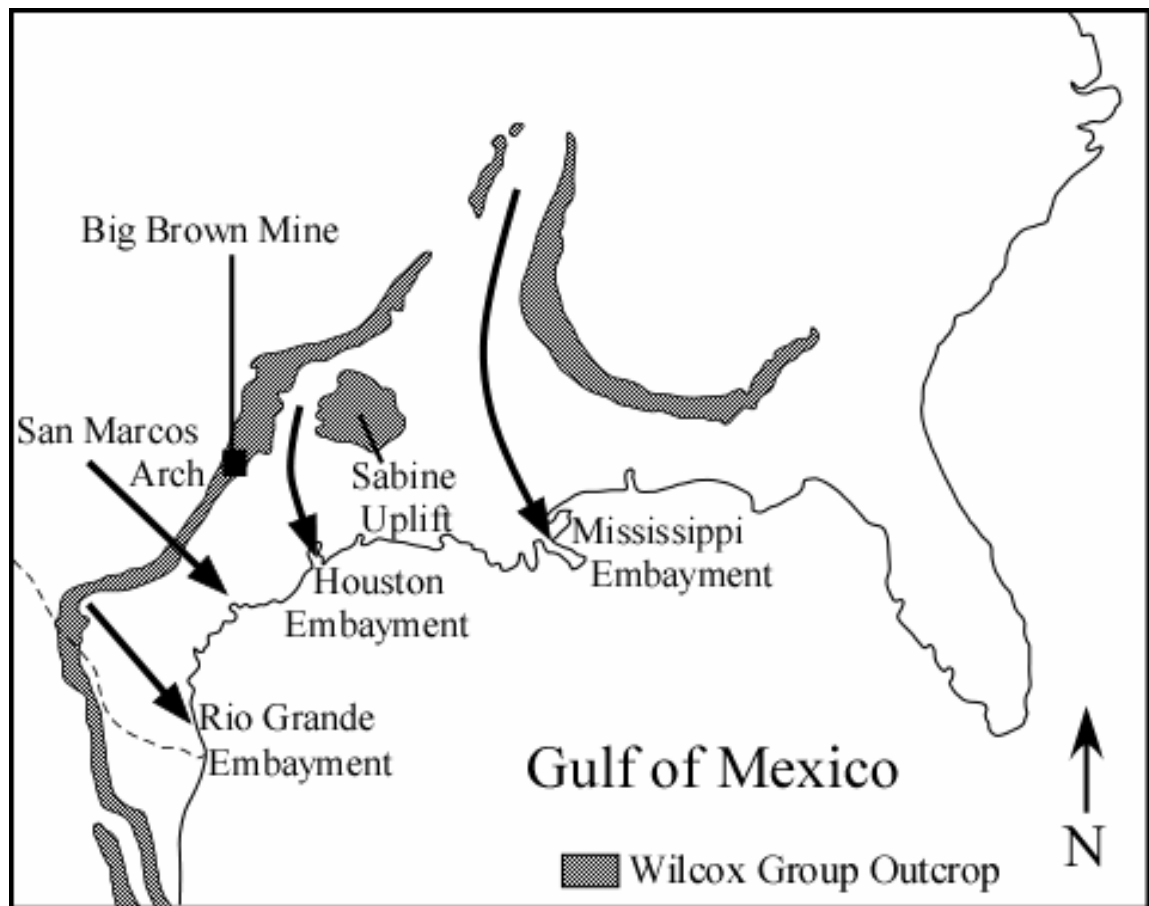 Big Brown Mine
San Marcos
Arch
Sabine
Uplift
Mississippi
Embayment
Houston
Embayment
Rio Grande
Embayment
Gulf of Mexico
N
Wilcox Group Outcrop